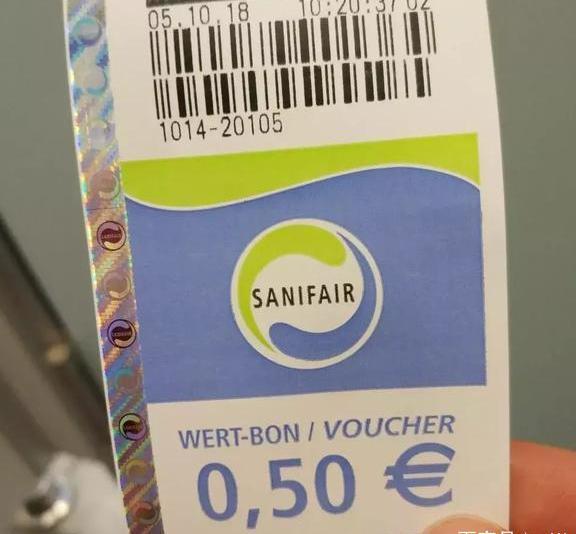 05.10.18 10:20:37 02
1014-20105
SANIFAIR
WERT-BON / VOUCHER
0,50 €